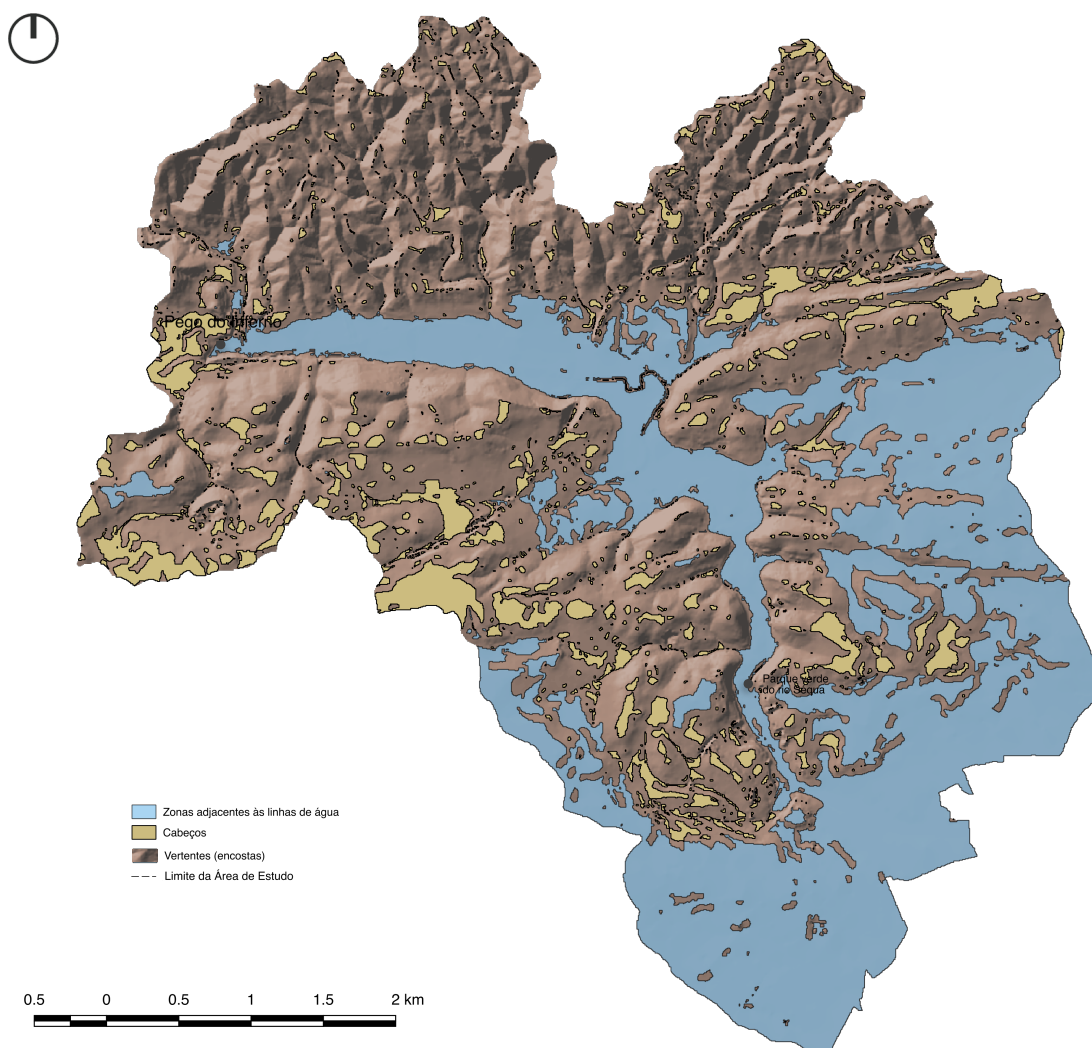 Pego do Inferno
Parque verde
do rio Séqua
Zonas adjacentes às linhas de água
Cabeços
Vertentes (encostas)
Limite da Área de Estudo
0.5 0 0.5 1 1.5 2 km